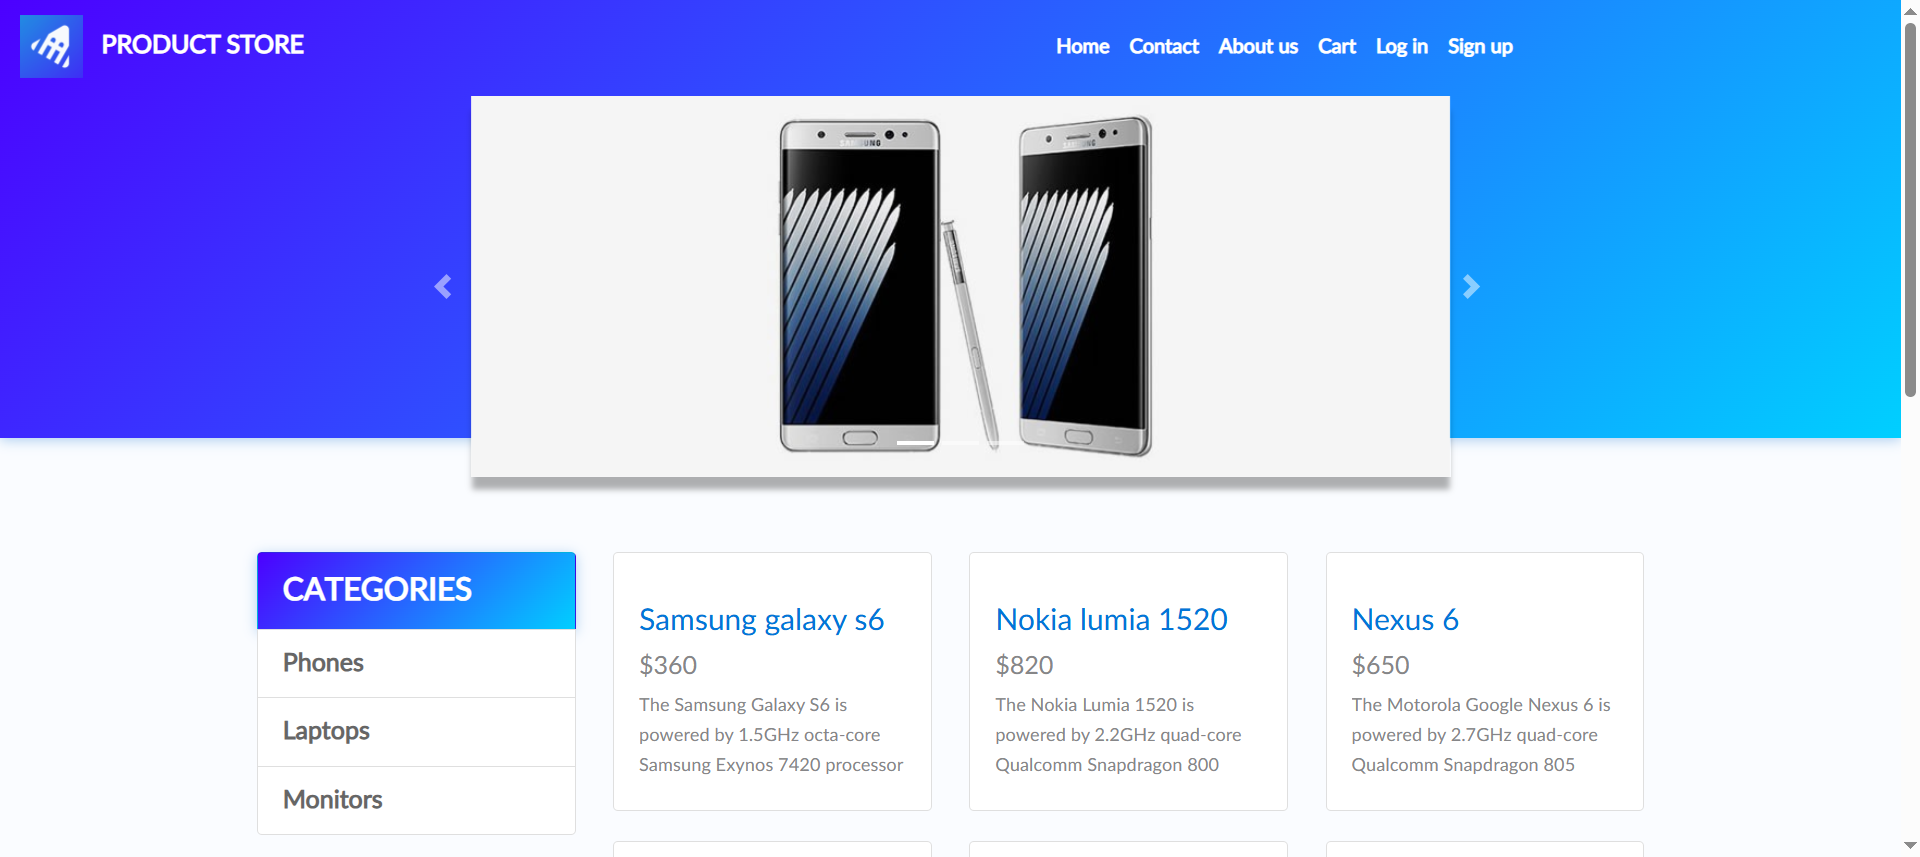 PRODUCT STORE
Home Contact About us Cart Log in Sign up
SAMSUNG
CATEGORIES
Phones
Laptops
Monitors
Samsung galaxy s6
$360
The Samsung Galaxy S6 is
powered by 1.5GHz octa-core
Samsung Exynos 7420 processor
Nokia lumia 1520
$820
The Nokia Lumia 1520 is
powered by 2.2GHz quad-core
Qualcomm Snapdragon 800
Nexus 6
$650
The Motorola Google Nexus 6 is
powered by 2.7GHz quad-core
Qualcomm Snapdragon 805